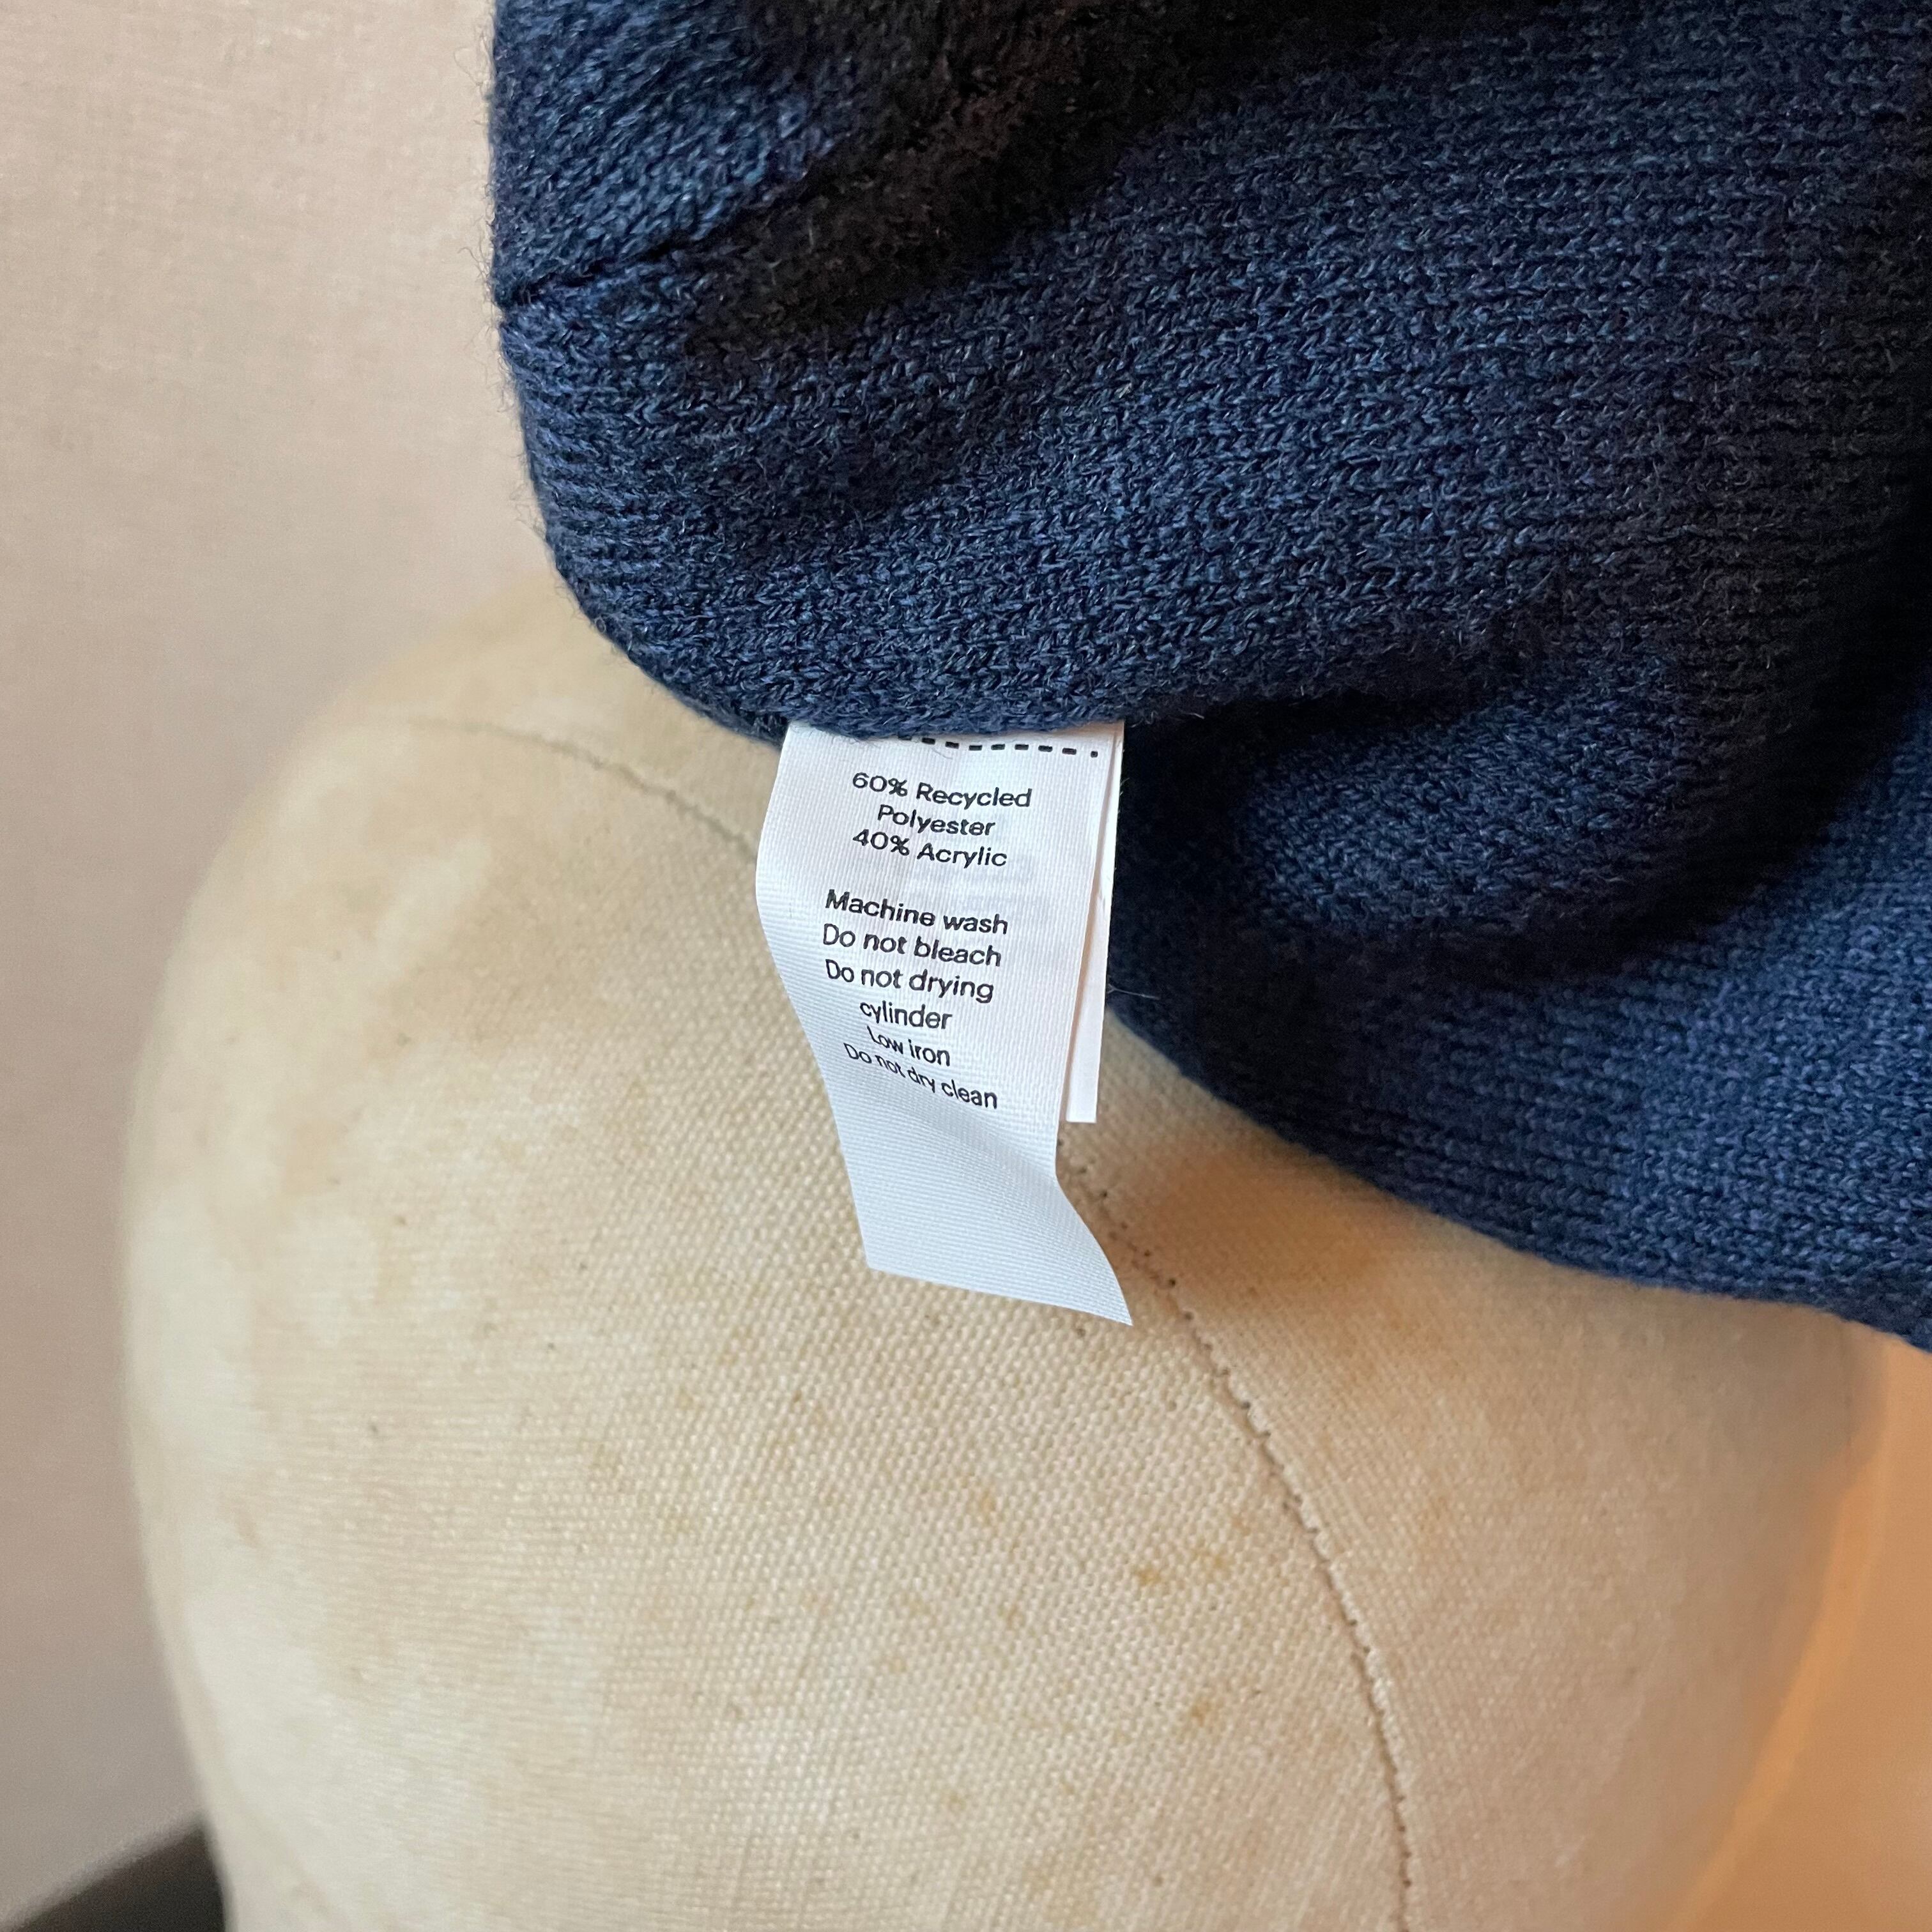 60% Recycled
Polyester
40% Acrylic
Machine wash
Do not bleach
Do not drying
cylinder
Low iron
Do not dry clean